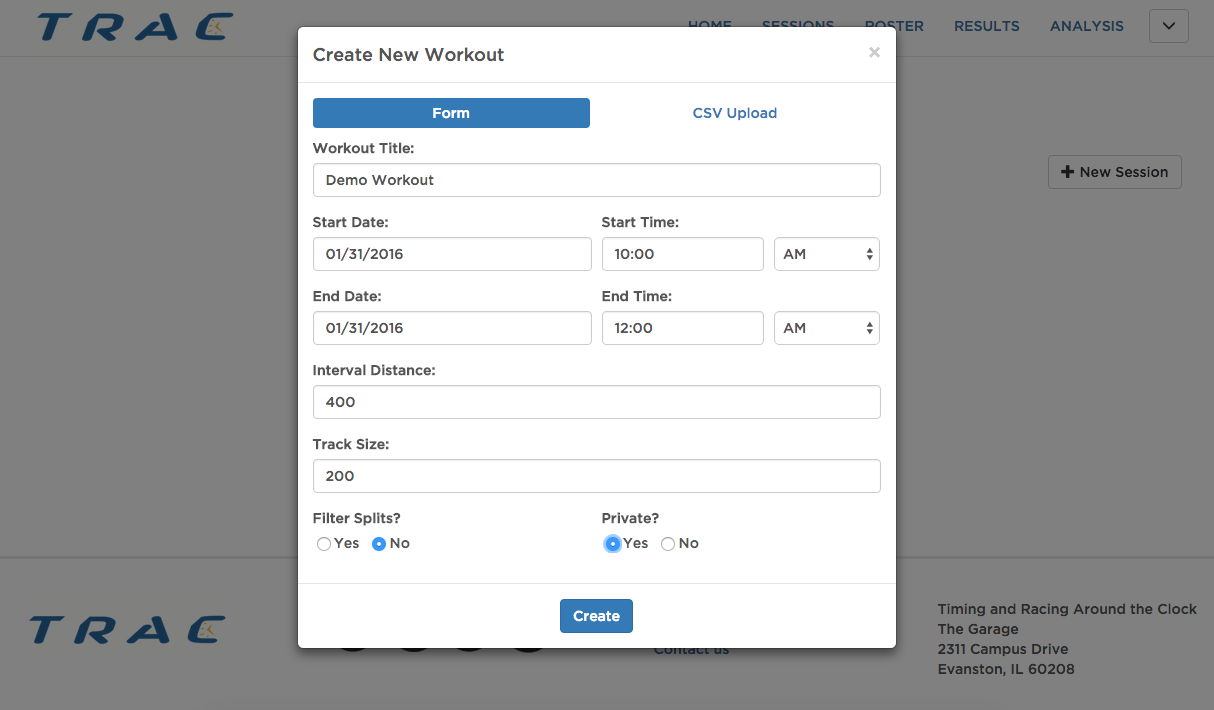 TRAC
HOME SESSIONS ROSTER RESULTS ANALYSIS
Create New Workout ×
Form CSV Upload
Workout Title:
Demo Workout
New Session
Start Date: Start Time:
01/31/2016 10:00 AM
End Date: End Time:
01/31/2016 12:00 AM
Interval Distance:
400
Track Size:
200
Filter Splits? Private?
Yes No Yes No
Create
TRAC
Contact us
Timing and Racing Around the Clock
The Garage
2311 Campus Drive
Evanston, IL 60208